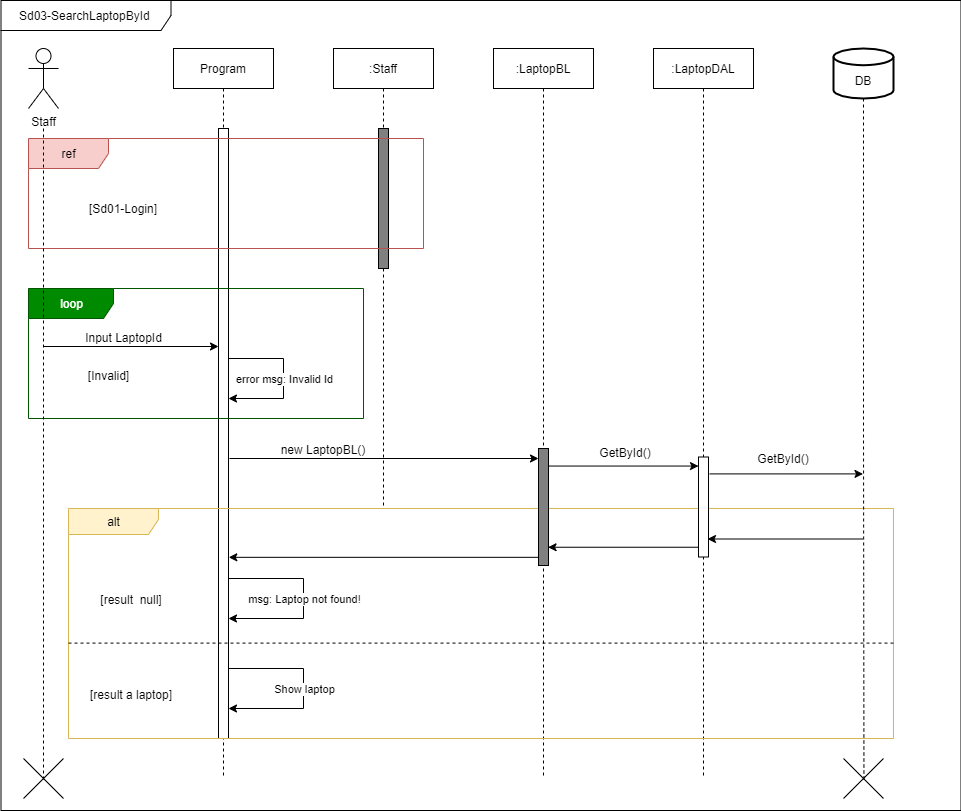 Sd03-SearchLaptopById
Staff
Program
:Staff
:LaptopBL
:LaptopDAL
DB
ref
[Sd01-Login]
loop
Input LaptopId
[Invalid]
error msg: Invalid Id
new LaptopBL()
GetById()
GetById()
alt
[result  null]
msg: Laptop not found!
[result a laptop]
Show laptop